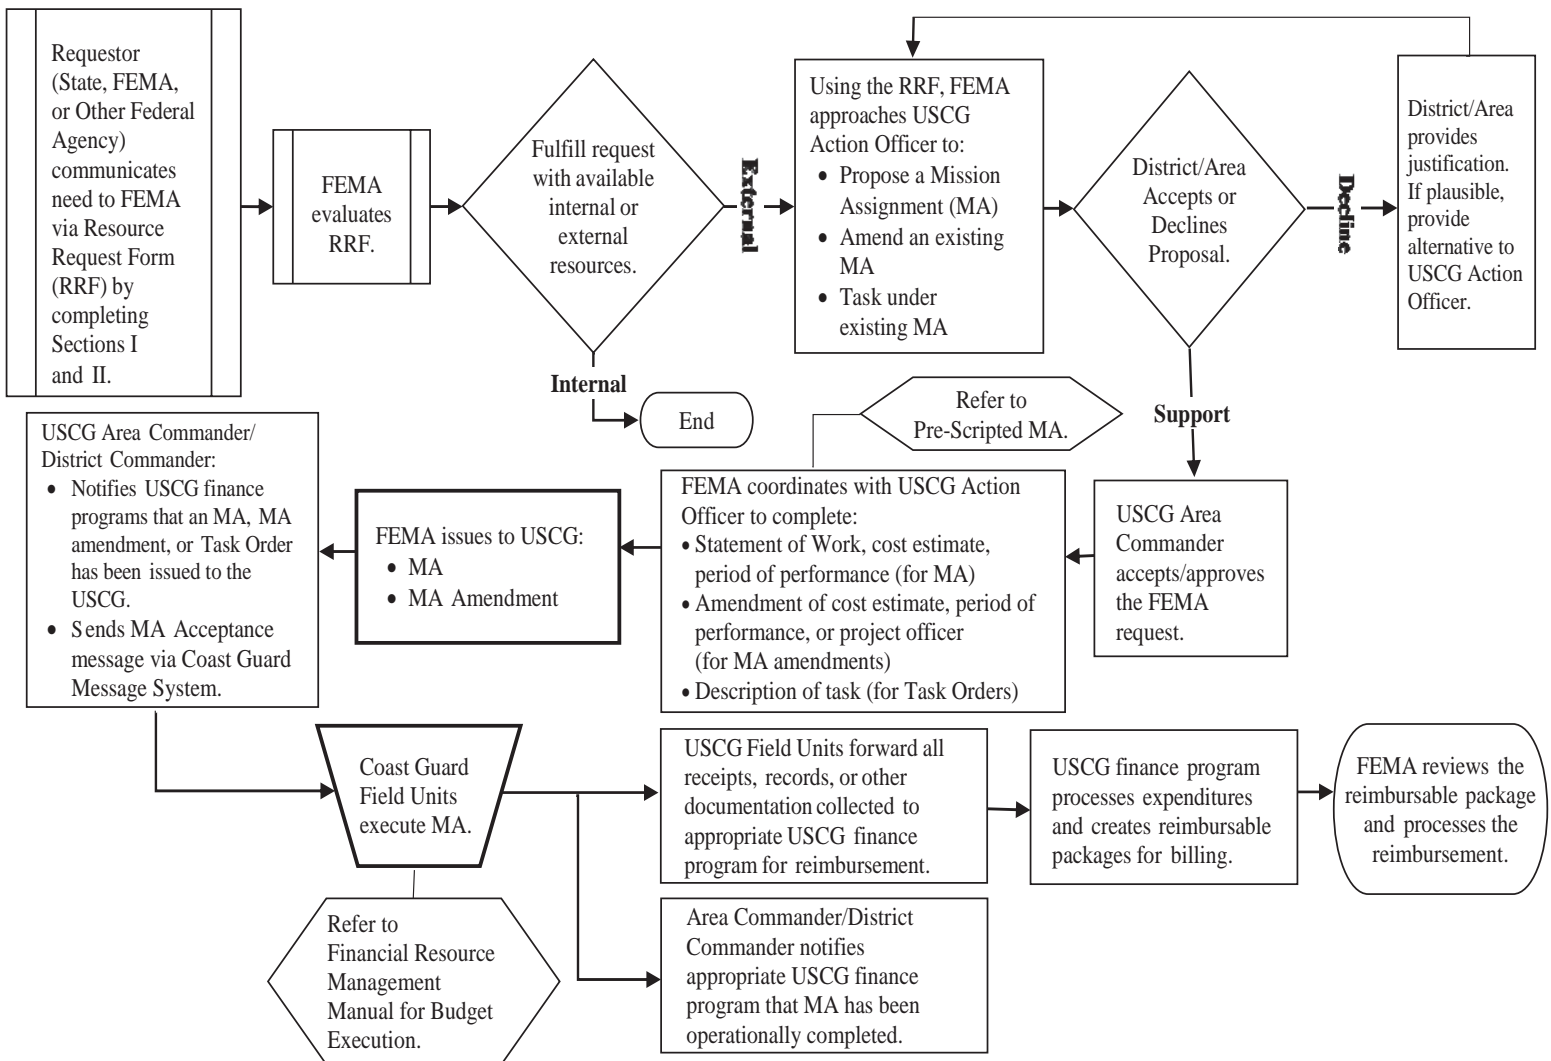 Requestor
(State, FEMA,
or Other Federal
Agency)
communicates
need to FEMA
via Resource
Request Form
(RRF) by
completing
Sections I
and II.
FEMA
evaluates
RRF.
Fulfill request
with available
internal or
external
resources.
External
Internal
End
Using the RRF, FEMA
approaches USCG
Action Officer to:
• Propose a Mission
Assignment (MA)
• Amend an existing
MA
• Task under
existing MA
District/Area
Accepts or
Declines
Proposal.
Decline
District/Area
provides
justification.
If plausible,
provide
alternative to
USCG Action
Officer.
Support
USCG Area
Commander
accepts/approves
the FEMA
request.
Refer to
Pre-Scripted MA.
FEMA coordinates with USCG Action
Officer to complete:
• Statement of Work, cost estimate,
period of performance (for MA)
• Amendment of cost estimate, period of
performance, or project officer
(for MA amendments)
• Description of task (for Task Orders)
FEMA issues to USCG:
• MA
• MA Amendment
USCG Area Commander/
District Commander:
• Notifies USCG finance
programs that an MA, MA
amendment, or Task Order
has been issued to the
USCG.
• Sends MA Acceptance
message via Coast Guard
Message System.
Coast Guard
Field Units
execute MA.
Refer to
Financial Resource
Management
Manual for Budget
Execution.
USCG Field Units forward all
receipts, records, or other
documentation collected to
appropriate USCG finance
program for reimbursement.
Area Commander/District
Commander notifies
appropriate USCG finance
program that MA has been
operationally completed.
USCG finance program
processes expenditures
and creates reimbursable
packages for billing.
FEMA reviews the
reimbursable package
and processes the
reimbursement.